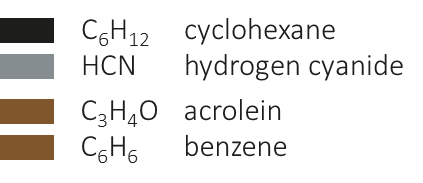 C₆H₁₂ cyclohexane
HCN hydrogen cyanide
C₃H₄O acrolein
C₆H₆ benzene